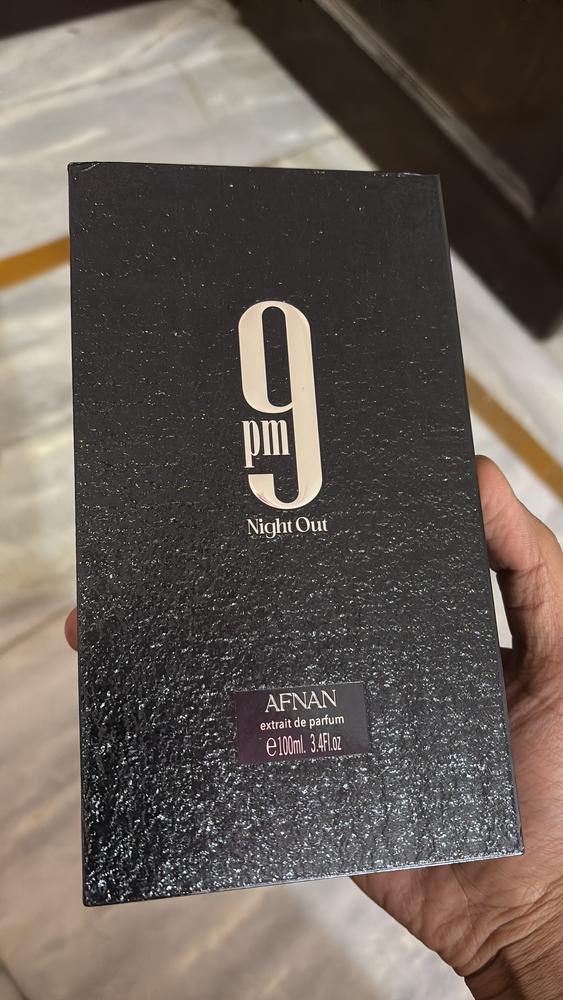 9
pm
Night Out
AFNAN
extrait de parfum
℮100ml. 3.4Fl.oz